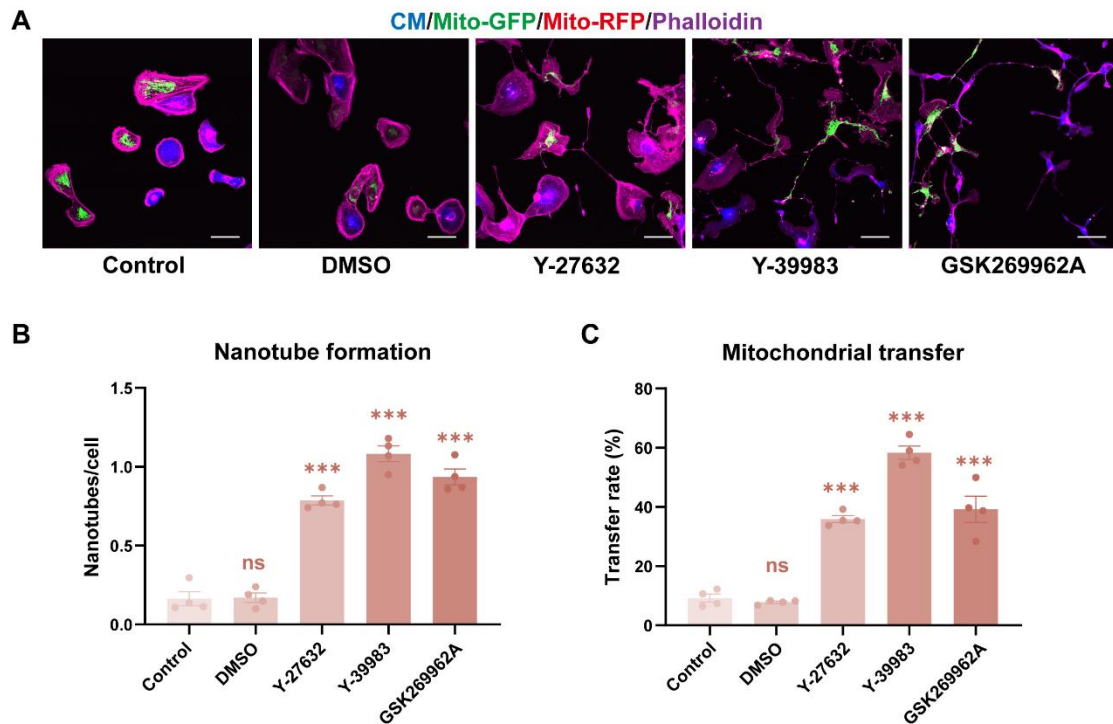 A
CM/Mito-GFP/Mito-RFP/Phalloidin
Control
DMSO
Y-27632
Y-39983
GSK269962A
B
Nanotube formation
Nanotubes/cell
1.5
1.0
0.5
0.0
ns
***
***
***
Control
DMSO
Y-27632
Y-39983
GSK269962A
C
Mitochondrial transfer
Transfer rate (%)
80
60
40
20
0
ns
***
***
***
Control
DMSO
Y-27632
Y-39983
GSK269962A